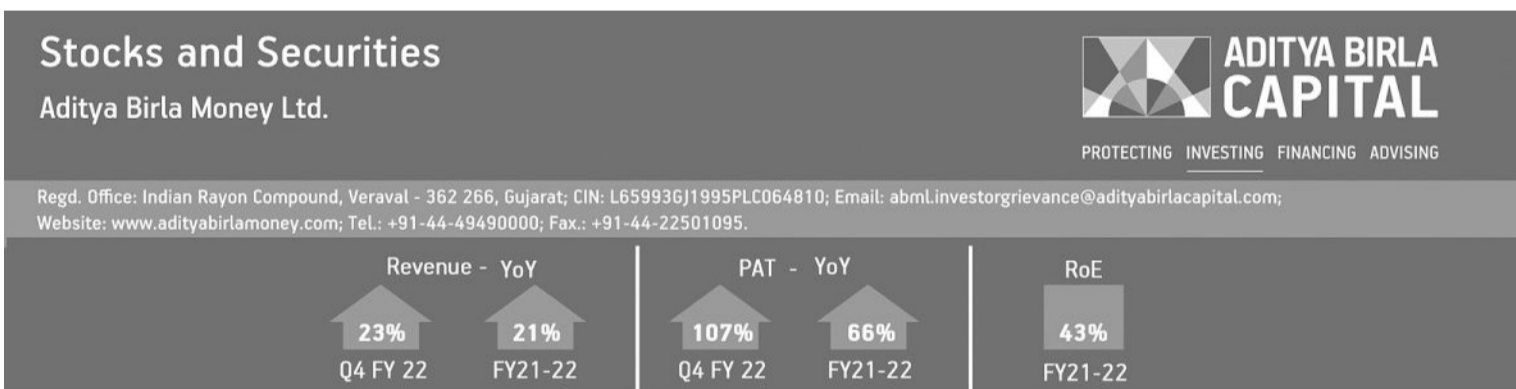 Stocks and Securities
Aditya Birla Money Ltd.
ADITYA BIRLA
CAPITAL
PROTECTING INVESTING FINANCING ADVISING
Regd. Office: Indian Rayon Compound, Veraval - 362 266, Gujarat; CIN: L65993GJ1995PLC064810; Email: abml.investorgrievance@adityabirlacapital.com;
Website: www.adityabirlamoney.com; Tel.: +91-44-49490000; Fax.: +91-44-22501095.
Revenue - YoY
23% 21%
Q4 FY 22 FY21-22
PAT - YoY
107% 66%
Q4 FY 22 FY21-22
RoE
43%
FY21-22